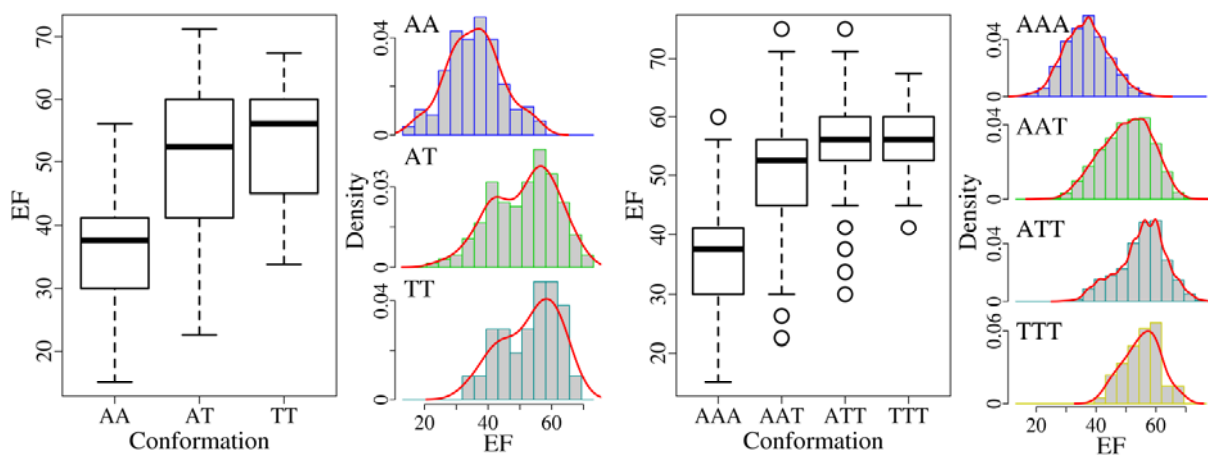 EF
70
60
50
40
30
20
AA
AT
TT
Conformation
Density
AA
0.04
0
AT
0.03
0
TT
0.04
0
20
40
60
EF
EF
70
60
50
40
30
20
AAA
AAT
ATT
TTT
Conformation
Density
AAA
0.04
0
AAT
0.04
0
ATT
0.04
0
TTT
0.06
0
20
40
60
EF